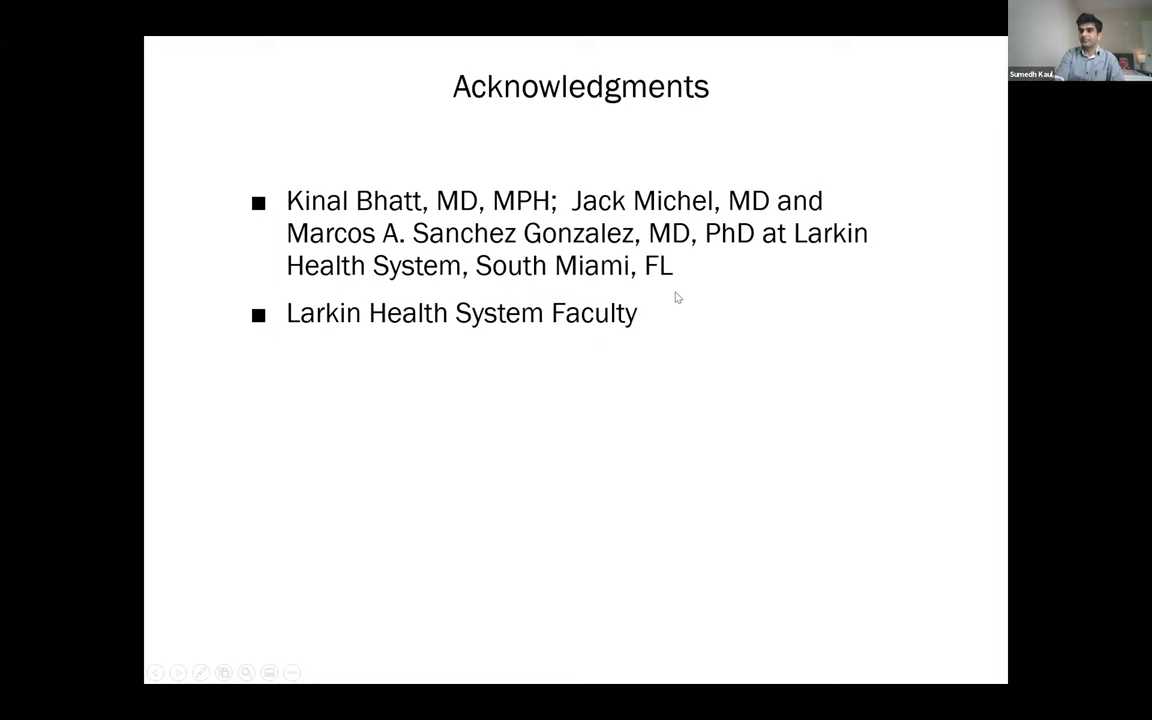 Acknowledgments
■ Kinal Bhatt, MD, MPH; Jack Michel, MD and
Marcos A. Sanchez Gonzalez, MD, PhD at Larkin
Health System, South Miami, FL
■ Larkin Health System Faculty
Sumedh Kaul